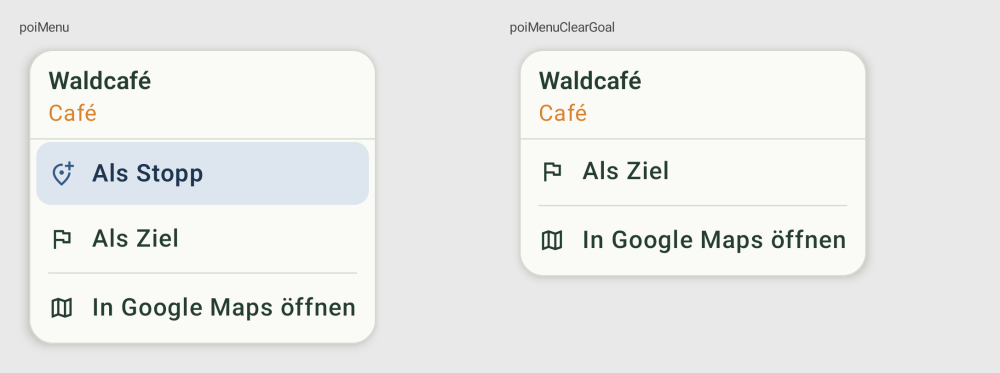 poiMenu
Waldcafé
Café
Als Stopp
Als Ziel
In Google Maps öffnen
poiMenuClearGoal
Waldcafé
Café
Als Ziel
In Google Maps öffnen